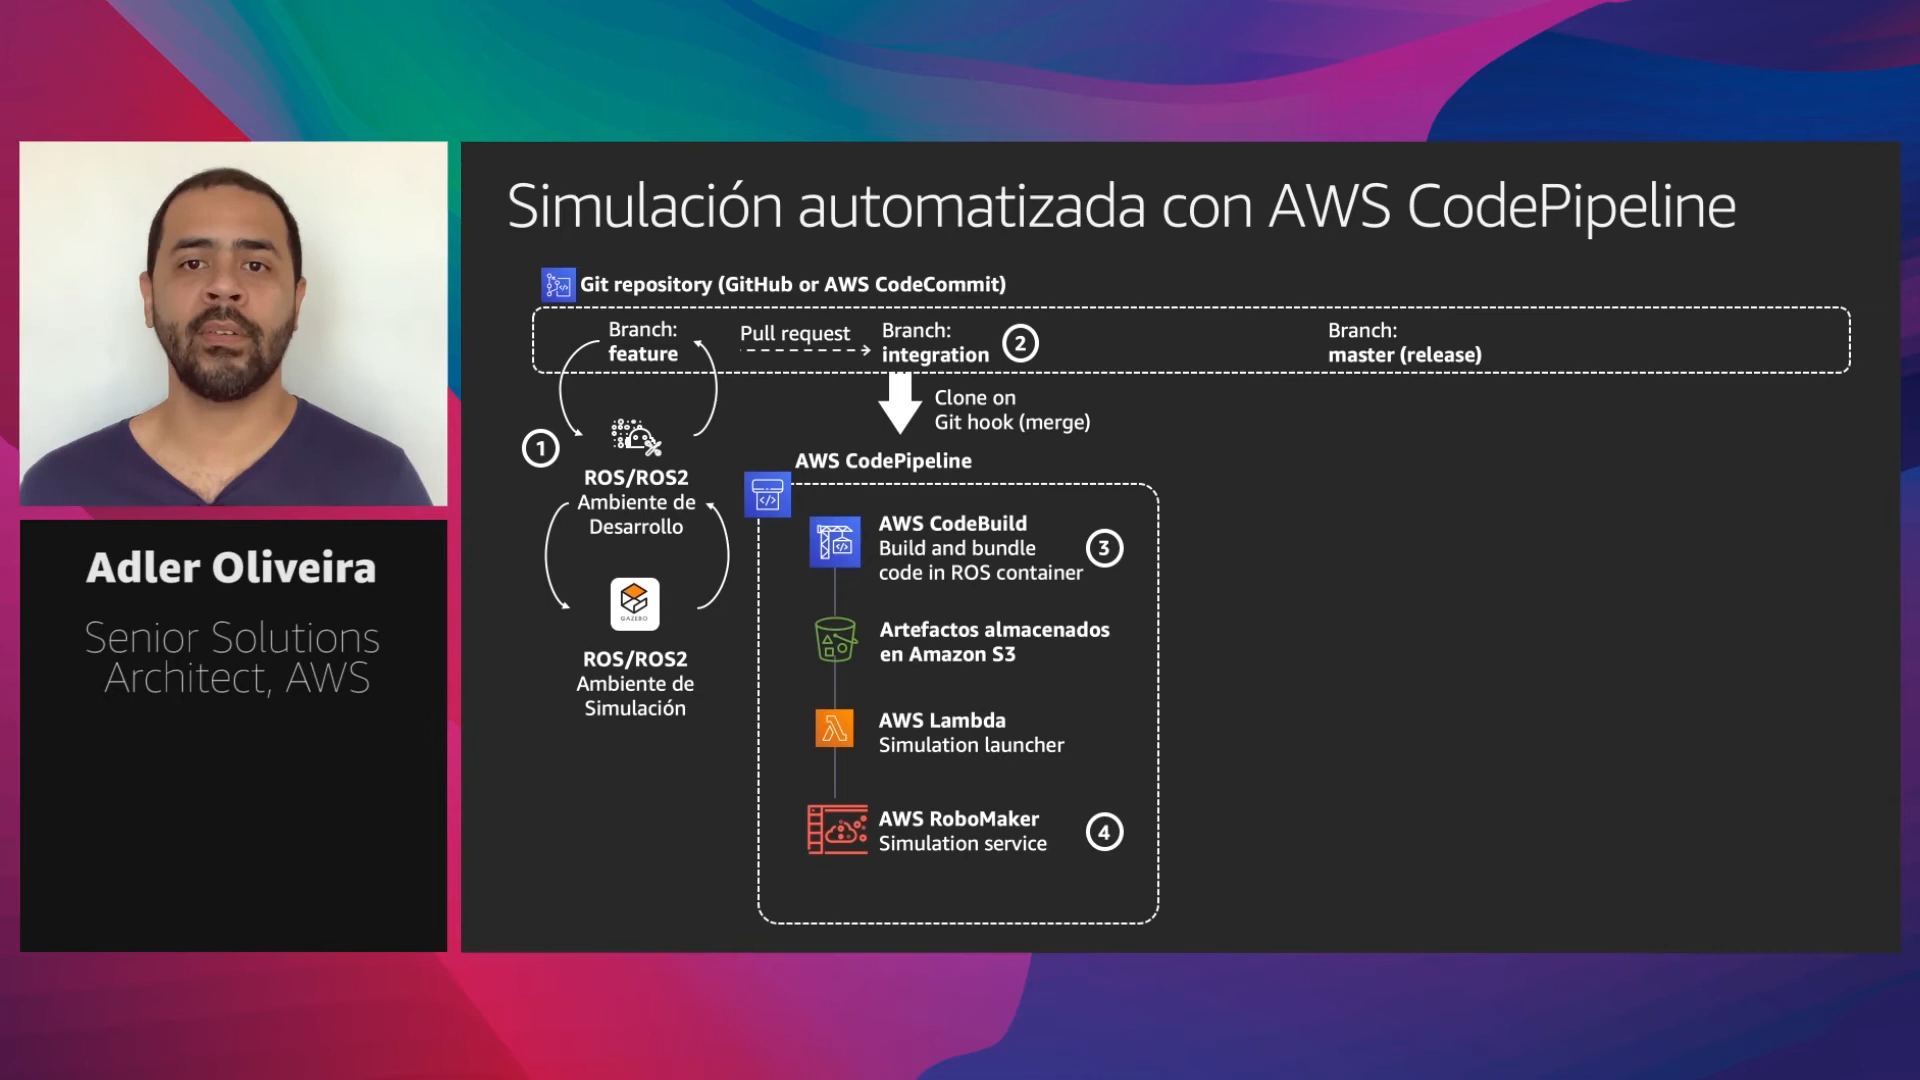 Simulación automatizada con AWS CodePipeline
Git repository (GitHub or AWS CodeCommit)
Branch:
feature
Pull request
Branch:
integration
2
Branch:
master (release)
Clone on
Git hook (merge)
1
ROS/ROS2
Ambiente de
Desarrollo
GAZEBO
ROS/ROS2
Ambiente de
Simulación
AWS CodePipeline
AWS CodeBuild
Build and bundle
code in ROS container
3
Artefactos almacenados
en Amazon S3
AWS Lambda
Simulation launcher
AWS RoboMaker
Simulation service
4
Adler Oliveira
Senior Solutions
Architect, AWS